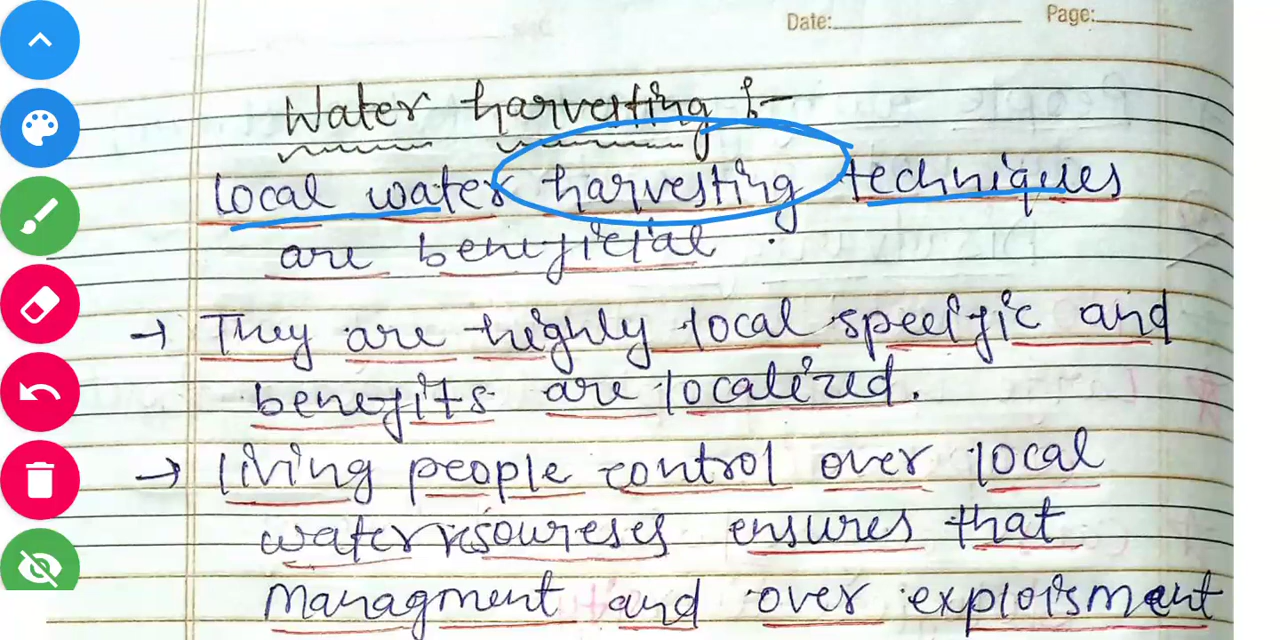 Date: Page:
Water harvesting :-
Local water harvesting techniques
are beneficial.
→ They are highly local specific and
benefits are localized.
→ Living people control over local
water resoureses ensures that
managment and over exploisment